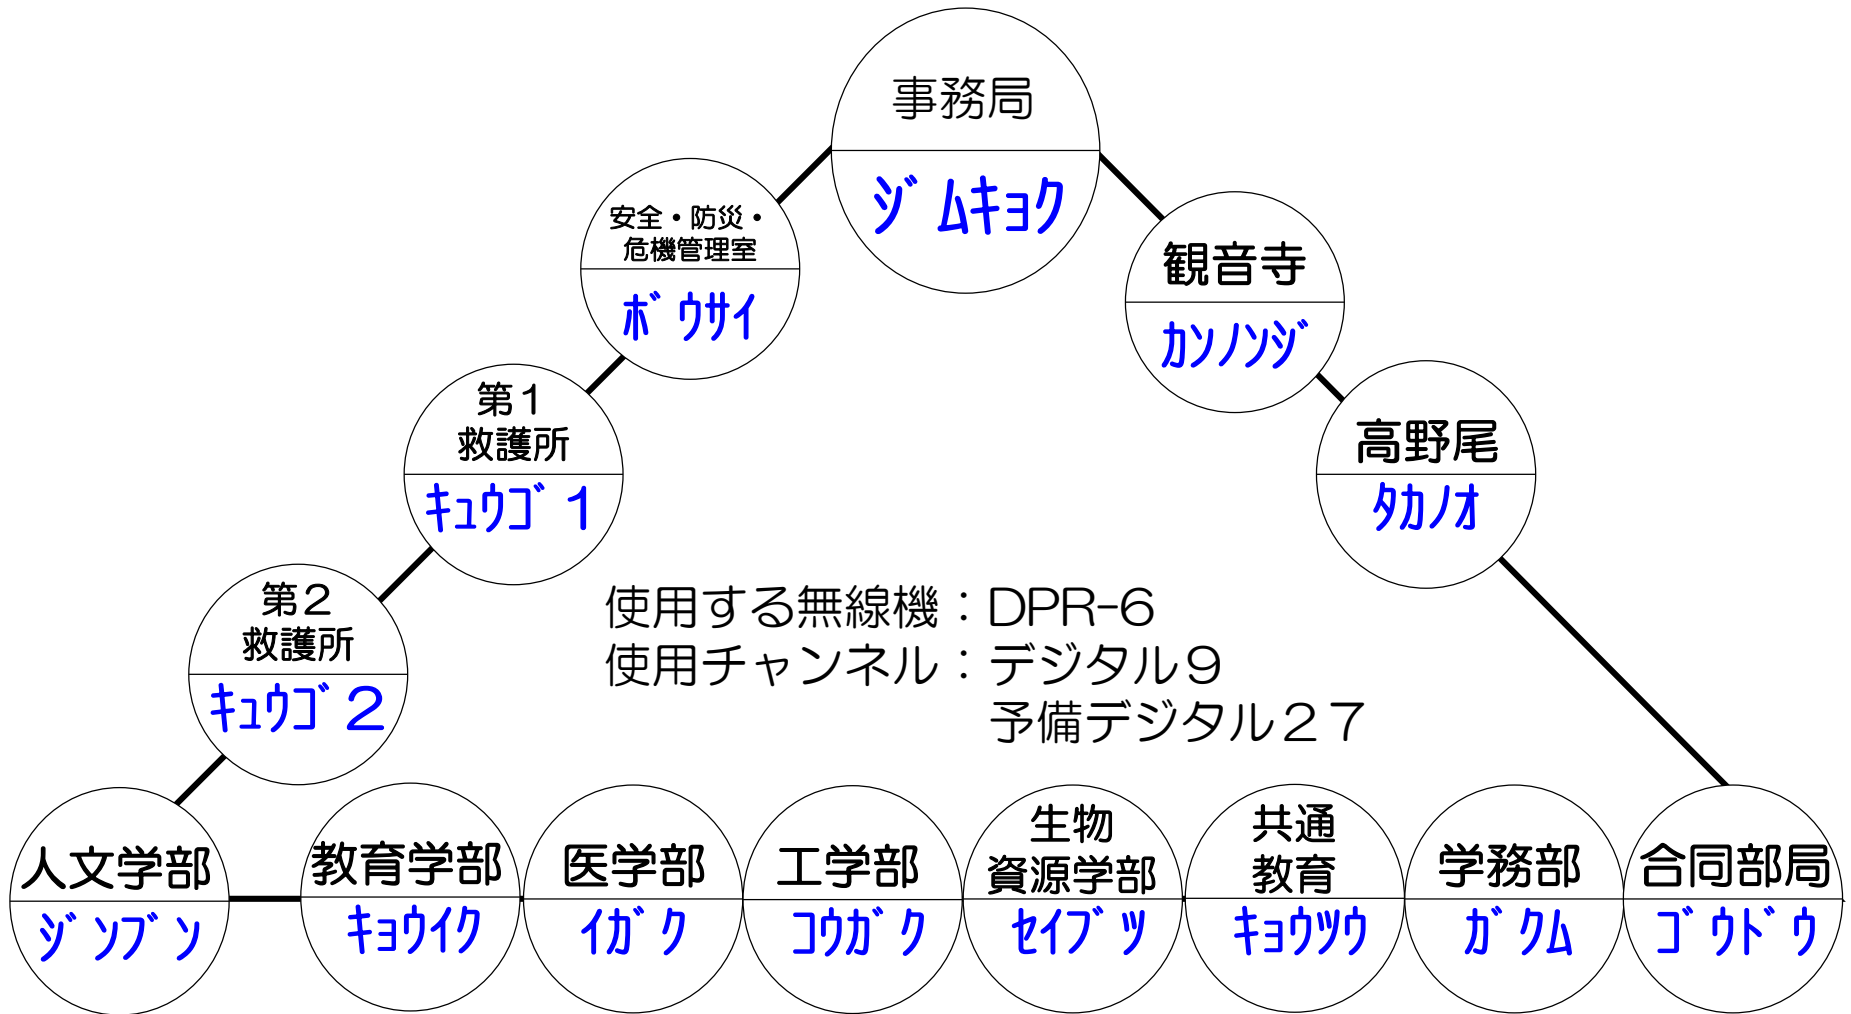 事務局
ｼﾞﾑｷｮｸ
安全・防災・
危機管理室
ﾎﾞｳｻｲ
観音寺
ｶﾝﾉﾝｼﾞ
第１
救護所
ｷｭｳｺﾞ１
高野尾
ﾀｶﾉｵ
第２
救護所
ｷｭｳｺﾞ２
使用する無線機：DPR-6
使用チャンネル：デジタル９
予備デジタル２７
人文学部
ｼﾞﾝﾌﾞﾝ
教育学部
ｷｮｳｲｸ
医学部
ｲｶﾞｸ
工学部
ｺｳｶﾞｸ
生物
資源学部
ｾｲﾌﾞﾂ
共通
教育
ｷｮｳﾂｳ
学務部
ｶﾞｸﾑ
合同部局
ｺﾞｳﾄﾞｳ